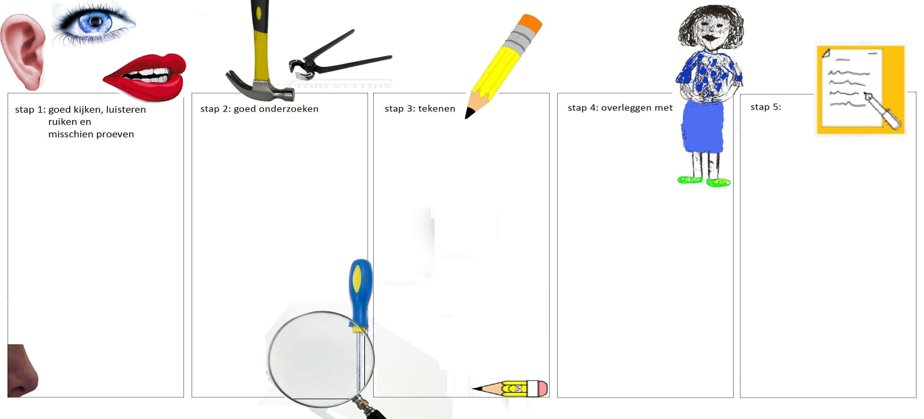 stap 1: goed kijken, luisteren
ruiken en
misschien proeven
stap 2: goed onderzoeken
stap 3: tekenen
stap 4: overleggen met
stap 5: